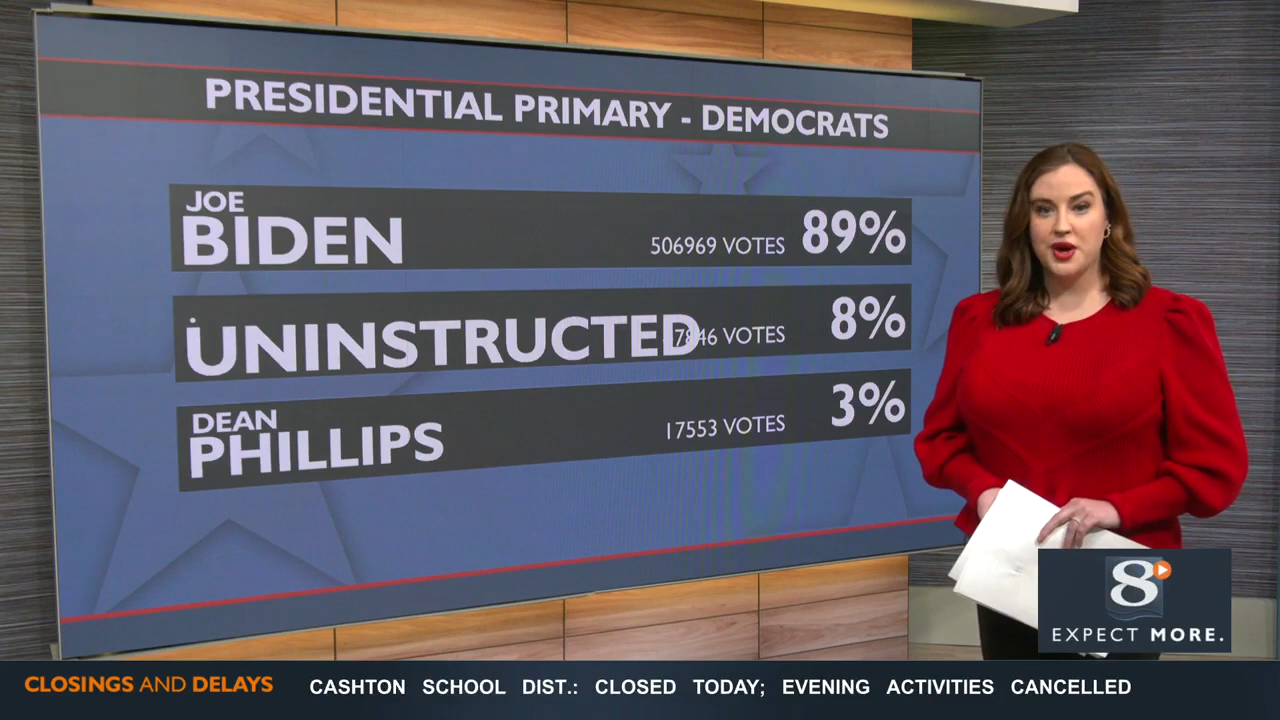 PRESIDENTIAL PRIMARY - DEMOCRATS
JOE
BIDEN
506969 VOTES
89%
UNINSTRUCTED
VOTES
8%
DEAN
PHILLIPS
17553 VOTES
3%
8
EXPECT MORE.
CLOSINGS AND DELAYS
CASHTON SCHOOL DIST.: CLOSED TODAY; EVENING ACTIVITIES CANCELLED